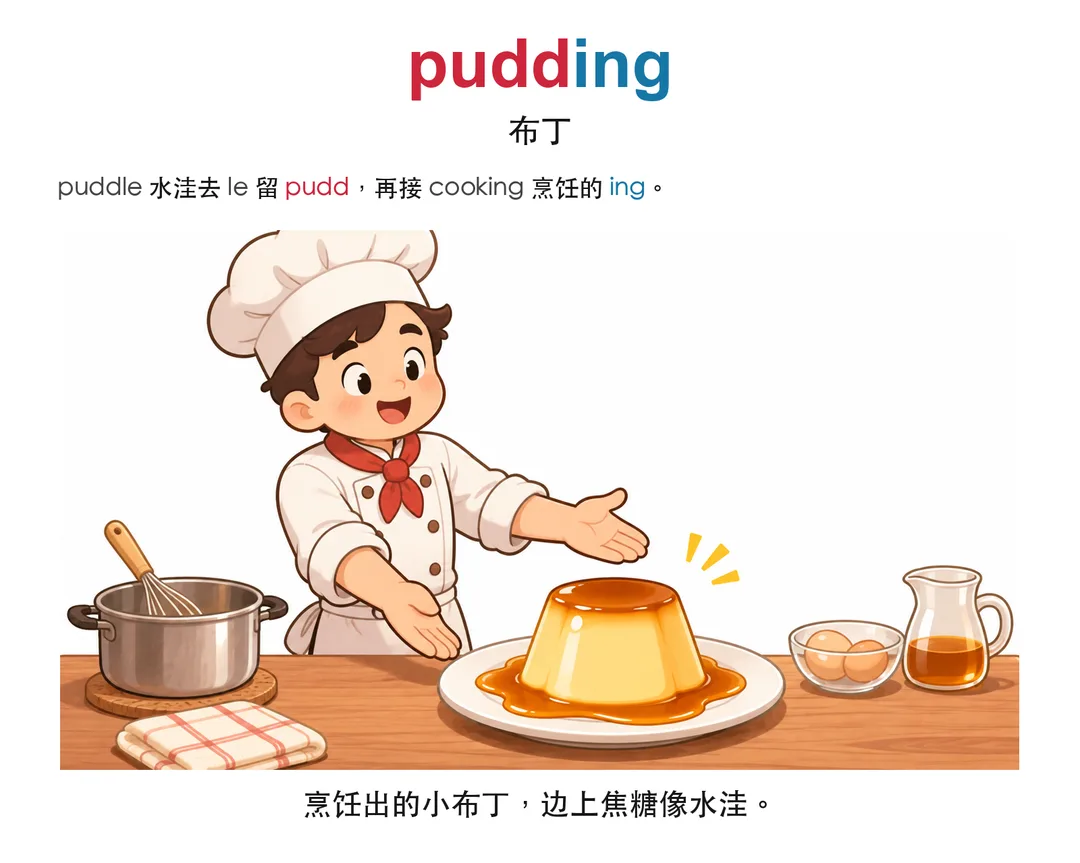 pudding
布丁
puddle 水洼去 le 留 pudd，再接 cooking 烹饪的 ing。
烹饪出的小布丁，边上焦糖像水洼。